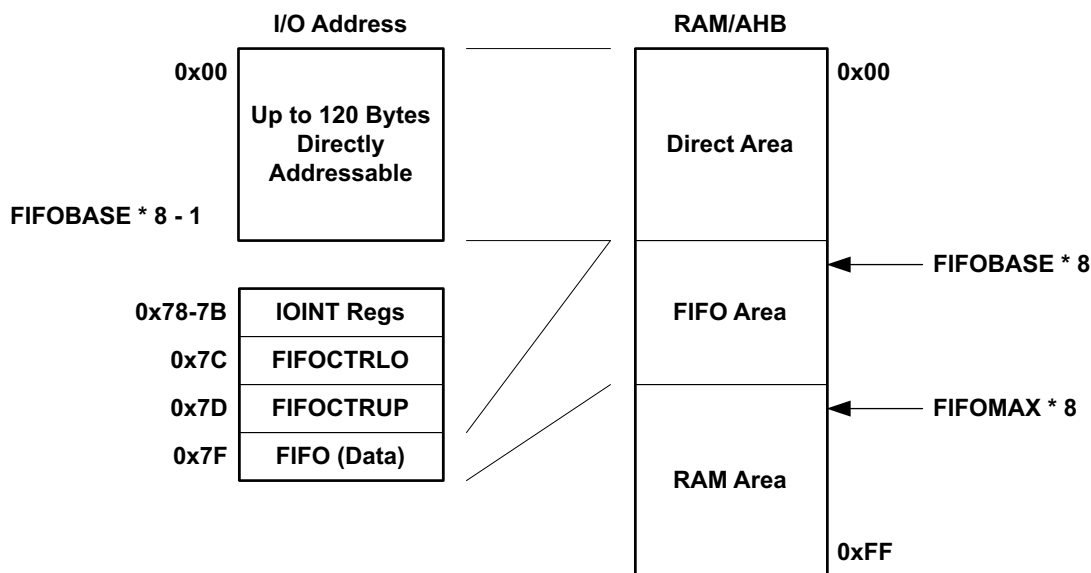 I/O Address
RAM/AHB
0x00
Up to 120 Bytes
Directly
Addressable
FIFOBASE * 8 - 1
0x78-7B
IOINT Regs
0x7C
FIFOCTRLO
0x7D
FIFOCTRUP
0x7F
FIFO (Data)
0x00
Direct Area
FIFOBASE * 8
FIFO Area
FIFOMAX * 8
RAM Area
0xFF